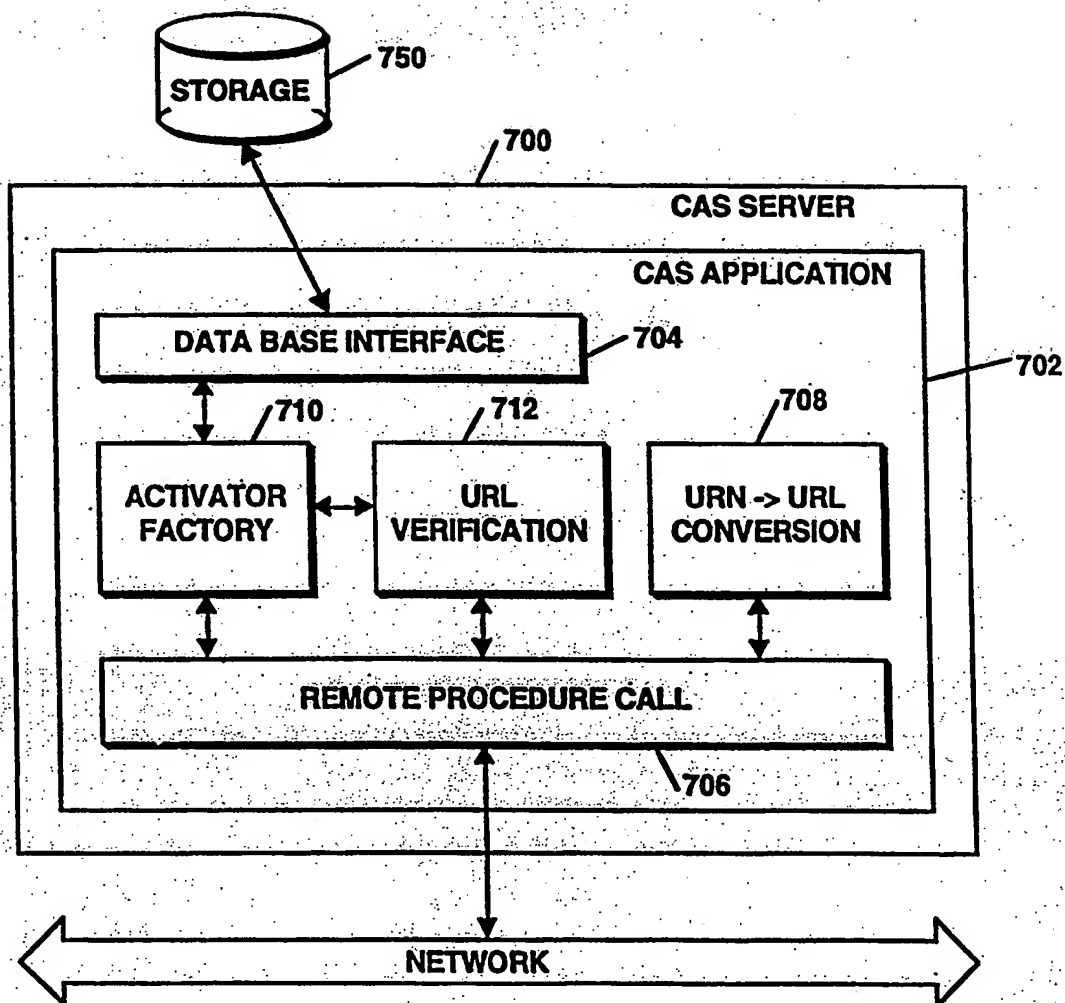 750
STORAGE
700
CAS SERVER
CAS APPLICATION
DATA BASE INTERFACE
704
702
710
712
708
ACTIVATOR
FACTORY
URL
VERIFICATION
URN -> URL
CONVERSION
REMOTE PROCEDURE CALL
706
NETWORK